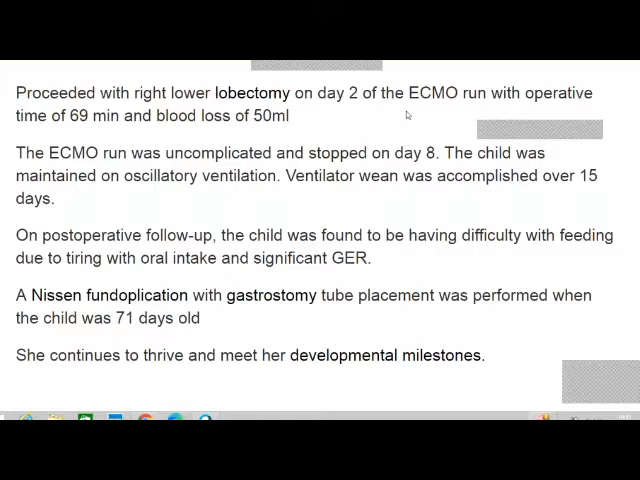 Proceeded with right lower lobectomy on day 2 of the ECMO run with operative
time of 69 min and blood loss of 50ml
The ECMO run was uncomplicated and stopped on day 8. The child was
maintained on oscillatory ventilation. Ventilator wean was accomplished over 15
days.
On postoperative follow-up, the child was found to be having difficulty with feeding
due to tiring with oral intake and significant GER.
A Nissen fundoplication with gastrostomy tube placement was performed when
the child was 71 days old
She continues to thrive and meet her developmental milestones.